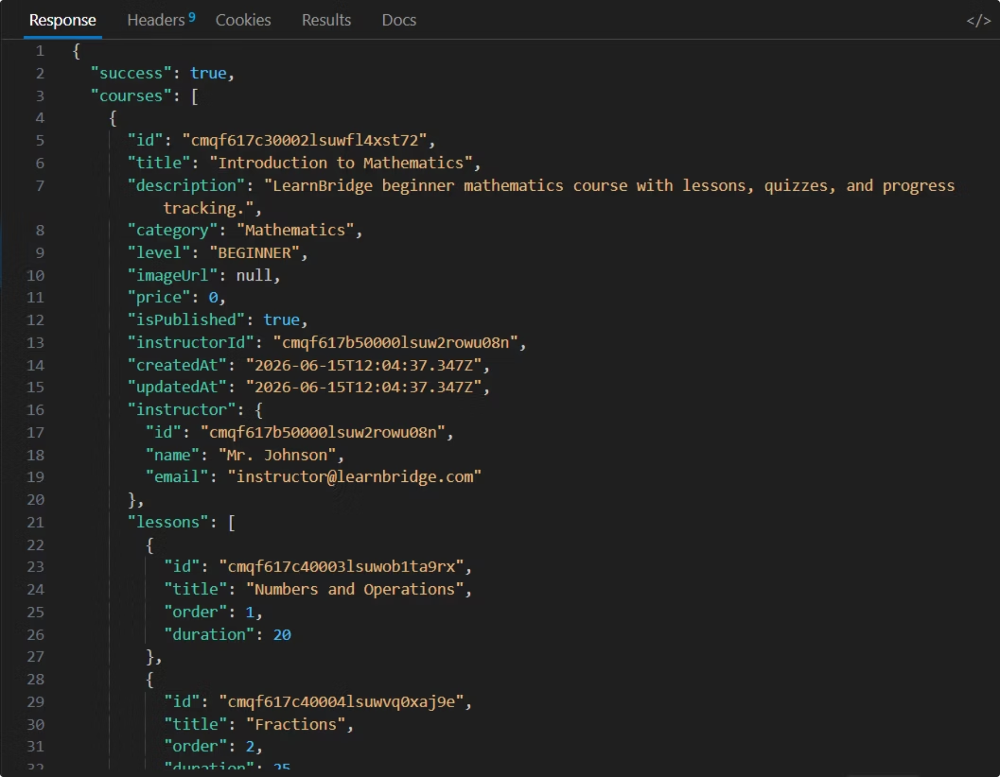 Response Headers 9 Cookies Results Docs </>
1 {
2 "success": true,
3 "courses": [
4 {
5 "id": "cmqf617c30002lsuwfl4xst72",
6 "title": "Introduction to Mathematics",
7 "description": "LearnBridge beginner mathematics course with lessons, quizzes, and progress
tracking.",
8 "category": "Mathematics",
9 "level": "BEGINNER",
10 "imageUrl": null,
11 "price": 0,
12 "isPublished": true,
13 "instructorId": "cmqf617b50000lsuw2rowu08n",
14 "createdAt": "2026-06-15T12:04:37.347Z",
15 "updatedAt": "2026-06-15T12:04:37.347Z",
16 "instructor": {
17 "id": "cmqf617b50000lsuw2rowu08n",
18 "name": "Mr. Johnson",
19 "email": "instructor@learnbridge.com"
20 },
21 "lessons": [
22 {
23 "id": "cmqf617c40003lsuwob1ta9rx",
24 "title": "Numbers and Operations",
25 "order": 1,
26 "duration": 20
27 },
28 {
29 "id": "cmqf617c40004lsuwvq0xaj9e",
30 "title": "Fractions",
31 "order": 2,
32 "duration": 25